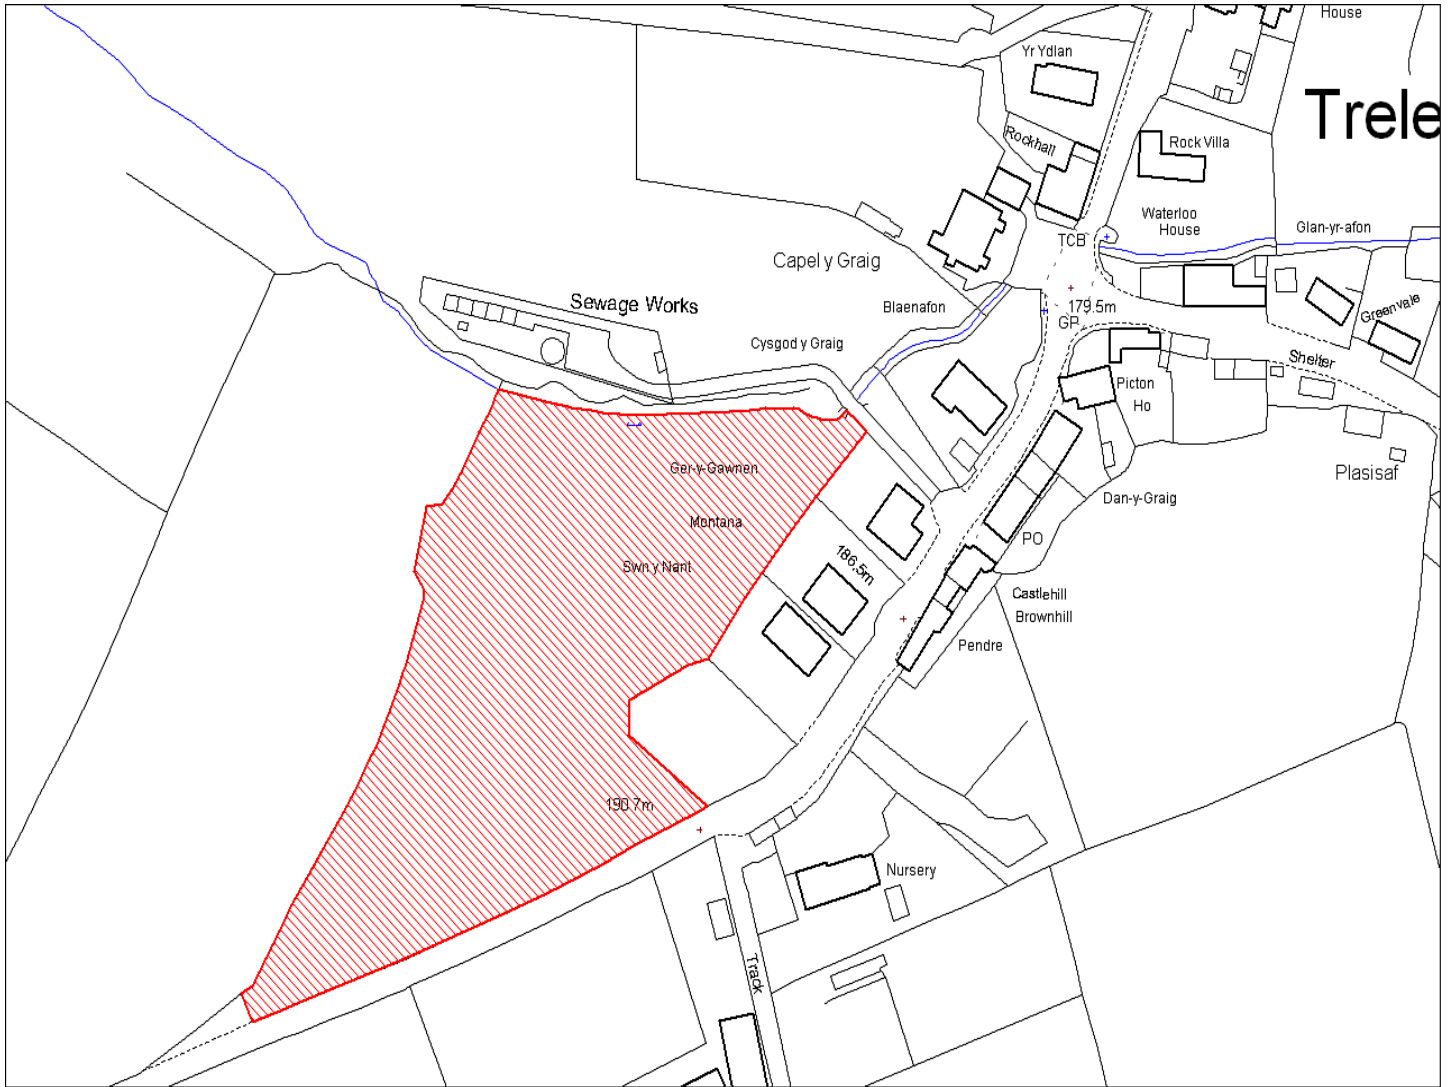 House
Yr Ydlan
Trele
Rockhall
Rock Villa
Waterloo
House
Glan-yr-afon
TCB
Capel y Graig
Sewage Works
Blaenafon
179.5m
GP
Greenvale
Cysgod y Graig
Shelter
Picton
Ho
Ger-y-Gawnen
Plasisaf
Dan-y-Graig
Montana
PO
186.5m
Swn y Nant
Castlehill
Brownhill
Pendre
190.7m
Nursery
Track